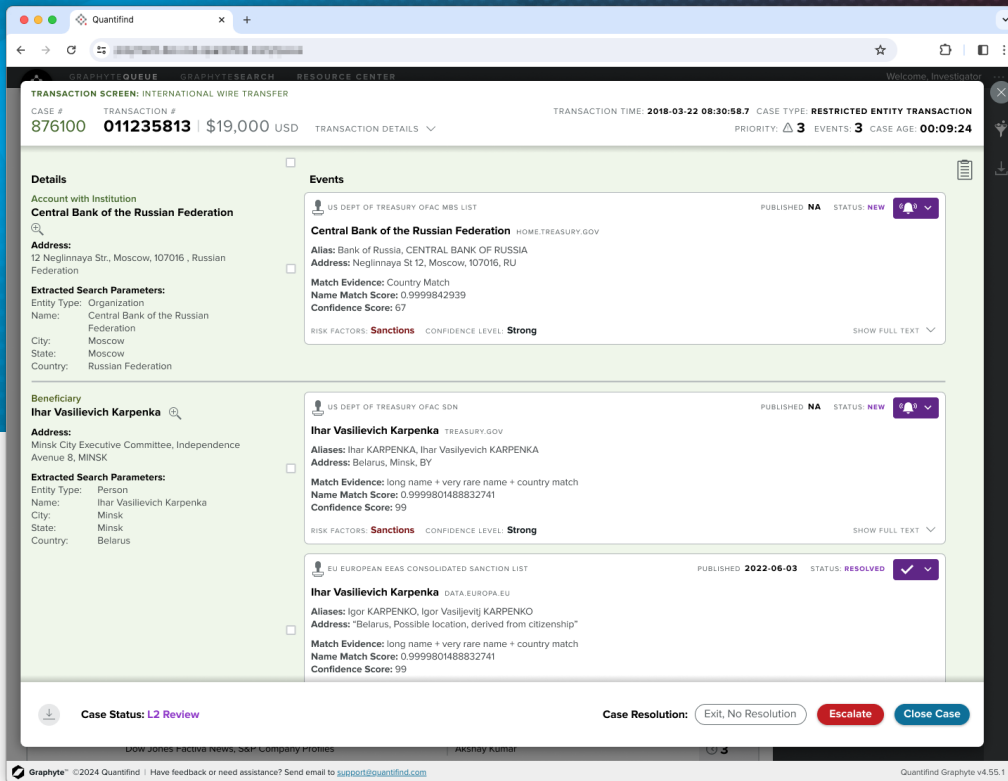 Quantifind
GRAPHYTEQUEUE GRAPHYTESEARCH RESOURCE CENTER Welcome, Investigator
TRANSACTION SCREEN: INTERNATIONAL WIRE TRANSFER
CASE # TRANSACTION # TRANSACTION TIME: 2018-03-22 08:30:58.7 CASE TYPE: RESTRICTED ENTITY TRANSACTION
876100 011235813 | $19,000 USD TRANSACTION DETAILS PRIORITY: 3 EVENTS: 3 CASE AGE: 00:09:24
Details
Account with Institution
Central Bank of the Russian Federation
Address:
12 Neglinnaya Str., Moscow, 107016 , Russian
Federation
Extracted Search Parameters:
Entity Type: Organization
Name: Central Bank of the Russian
Federation
City: Moscow
State: Moscow
Country: Russian Federation
Events
US DEPT OF TREASURY OFAC MBS LIST PUBLISHED NA STATUS: NEW
Central Bank of the Russian Federation HOME.TREASURY.GOV
Alias: Bank of Russia, CENTRAL BANK OF RUSSIA
Address: Neglinnaya St 12, Moscow, 107016, RU
Match Evidence: Country Match
Name Match Score: 0.9999842939
Confidence Score: 67
RISK FACTORS: Sanctions CONFIDENCE LEVEL: Strong SHOW FULL TEXT
Beneficiary
Ihar Vasilievich Karpenka
Address:
Minsk City Executive Committee, Independence
Avenue 8, MINSK
Extracted Search Parameters:
Entity Type: Person
Name: Ihar Vasilievich Karpenka
City: Minsk
State: Minsk
Country: Belarus
US DEPT OF TREASURY OFAC SDN PUBLISHED NA STATUS: NEW
Ihar Vasilievich Karpenka TREASURY.GOV
Aliases: Ihar KARPENKA, Ihar Vasilyevich KARPENKA
Address: Belarus, Minsk, BY
Match Evidence: long name + very rare name + country match
Name Match Score: 0.9999801488832741
Confidence Score: 99
RISK FACTORS: Sanctions CONFIDENCE LEVEL: Strong SHOW FULL TEXT
EU EUROPEAN EEAS CONSOLIDATED SANCTION LIST PUBLISHED 2022-06-03 STATUS: RESOLVED
Ihar Vasilievich Karpenka DATA.EUROPA.EU
Aliases: Igor KARPENKO, Igor Vasiljevitj KARPENKO
Address: "Belarus, Possible location, derived from citizenship"
Match Evidence: long name + very rare name + country match
Name Match Score: 0.9999801488832741
Confidence Score: 99
Case Status: L2 Review Case Resolution: Exit, No Resolution Escalate Close Case
Dow Jones Factiva News, S&P Company Profiles Akshay Kumar 3
Graphyte™ ©2024 Quantifind | Have feedback or need assistance? Send email to support@quantifind.com Quantifind Graphyte v4.55.1